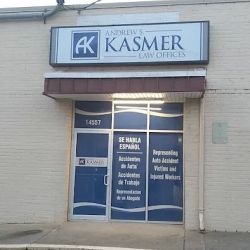 AK
ANDREW S.
KASMER
LAW OFFICES
14557
SE HABLA
ESPAÑOL
Accidentes
de Auto
Accidentes
de Trabajo
Representacion
de un Abogado
Representing
Auto Accident
Victims and
Injured Workers
AK
KASMER